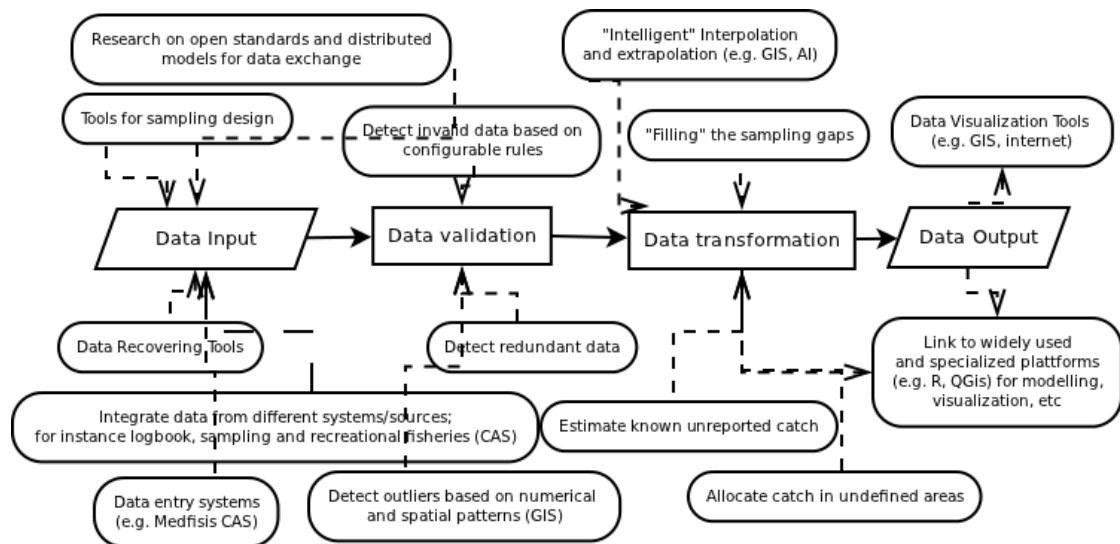 Research on open standards and distributed
models for data exchange
"Intelligent" Interpolation
and extrapolation (e.g. GIS, AI)
Tools for sampling design
Detect invalid data based on
configurable rules
"Filling" the sampling gaps
Data Visualization Tools
(e.g. GIS, internet)
Data Input
Data validation
Data transformation
Data Output
Data Recovering Tools
Detect redundant data
Link to widely used
and specialized plattforms
(e.g. R, QGis) for modelling,
visualization, etc
Integrate data from different systems/sources;
for instance logbook, sampling and recreational fisheries (CAS)
Estimate known unreported catch
Data entry systems
(e.g. Medfisis CAS)
Detect outliers based on numerical
and spatial patterns (GIS)
Allocate catch in undefined areas